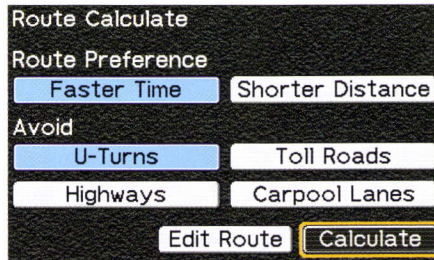 Route Calculate
Route Preference
Faster Time Shorter Distance
Avoid
U-Turns Toll Roads
Highways Carpool Lanes
Edit Route Calculate